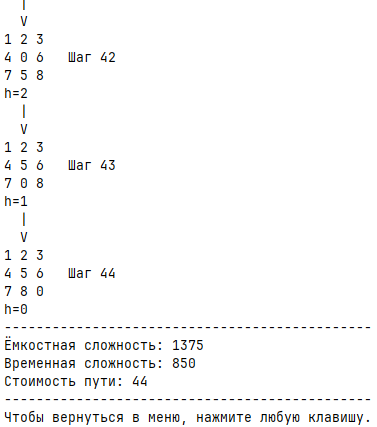 |
V
1 2 3
4 0 6   Шаг 42
7 5 8
h=2
|
V
1 2 3
4 5 6   Шаг 43
7 0 8
h=1
|
V
1 2 3
4 5 6   Шаг 44
7 8 0
h=0
----------------------------------------------
Ёмкостная сложность: 1375
Временная сложность: 850
Стоимость пути: 44
----------------------------------------------
Чтобы вернуться в меню, нажмите любую клавишу.